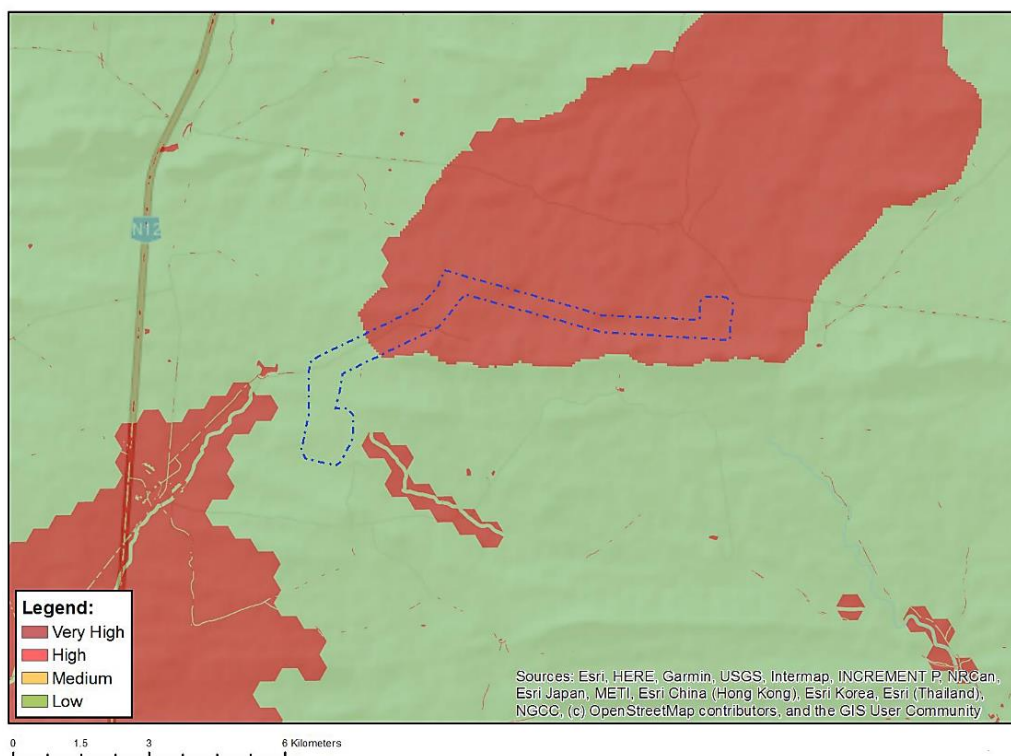 N12
Legend:
Very High
High
Medium
Low
Sources: Esri, HERE, Garmin, USGS, Intermap, INCREMENT P, NRCan,
Esri Japan, METI, Esri China (Hong Kong), Esri Korea, Esri (Thailand),
NGCC, (c) OpenStreetMap contributors, and the GIS User Community
0 1.5 3 6 Kilometers